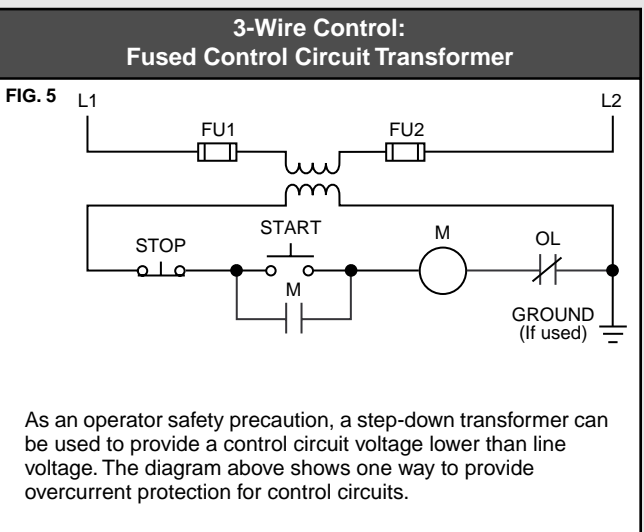 3-Wire Control:
Fused Control Circuit Transformer
FIG. 5
L1
L2
FU1
FU2
STOP
START
M
M
OL
GROUND
(If used)
As an operator safety precaution, a step-down transformer can
be used to provide a control circuit voltage lower than line
voltage. The diagram above shows one way to provide
overcurrent protection for control circuits.